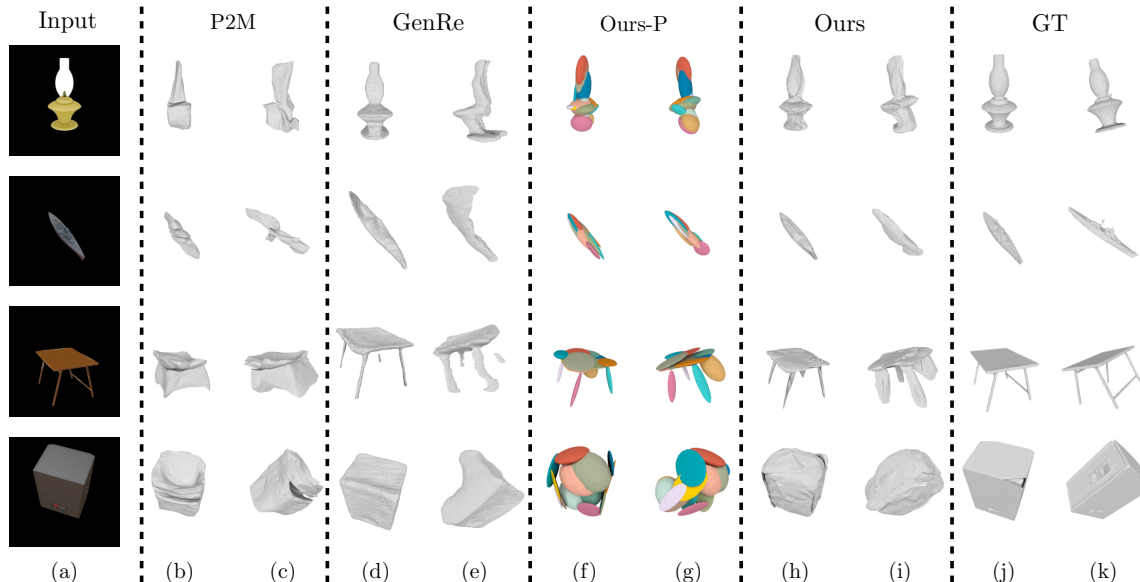 Input P2M GenRe Ours-P Ours GT
(a) (b) (c) (d) (e) (f) (g) (h) (i) (j) (k)